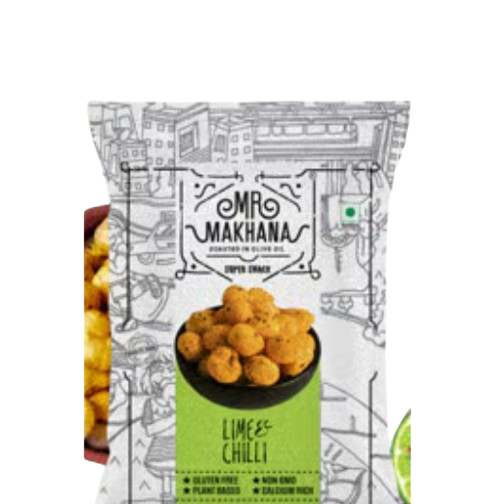 MR
MAKHANA
ROASTED IN OLIVE OIL
SUPER SNACK
LIME &
CHILLI
★ GLUTEN FREE ★ NON GMO
★ PLANT BASED ★ CALCIUM RICH